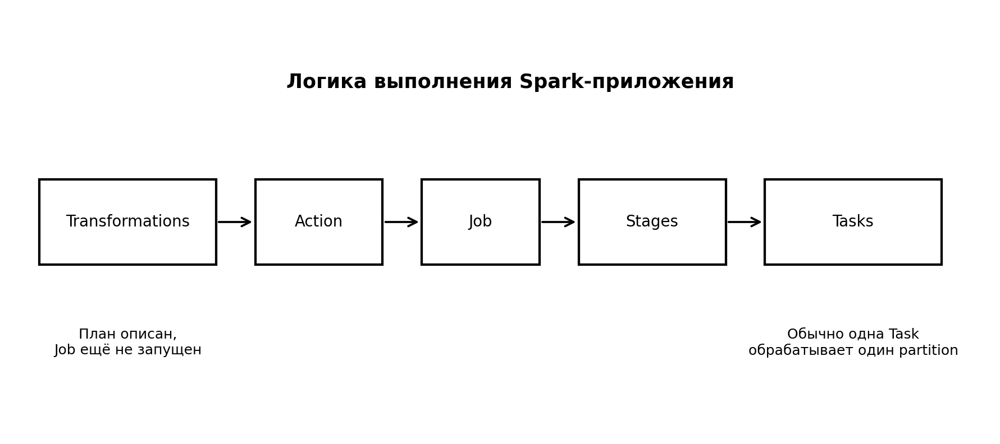 Логика выполнения Spark-приложения
Transformations
Action
Job
Stages
Tasks
План описан,
Job ещё не запущен
Обычно одна Task
обрабатывает один partition